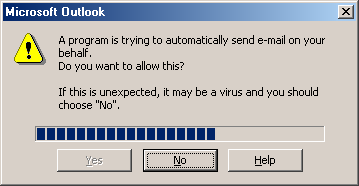 Microsoft Outlook
A program is trying to automatically send e-mail on your
behalf.
Do you want to allow this?
If this is unexpected, it may be a virus and you should
choose "No".
Yes No Help